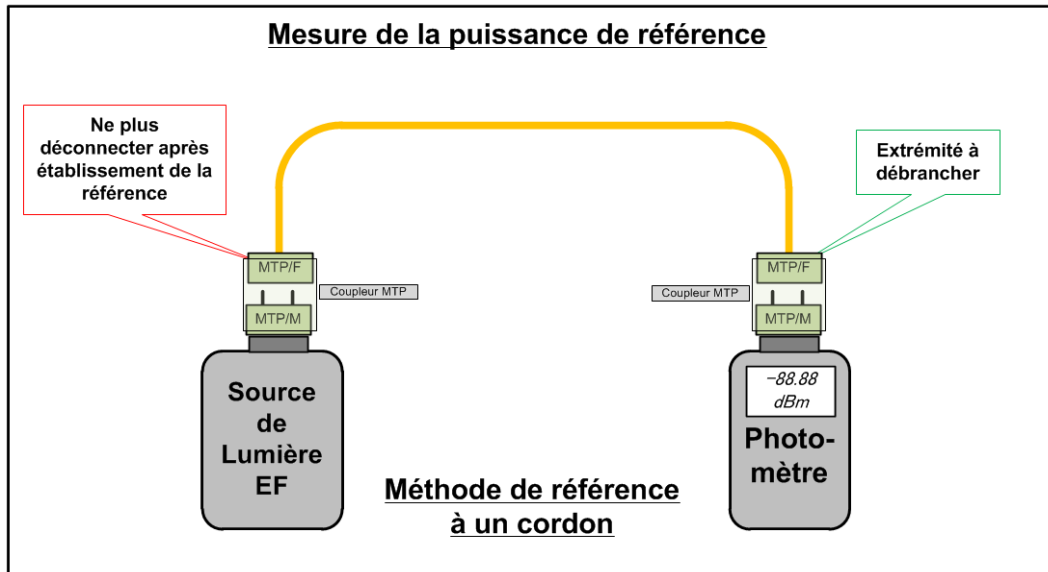 Mesure de la puissance de référence
Ne plus
déconnecter après
établissement de la
référence
Extrémité à
débrancher
MTP/F
MTP/F
Coupleur MTP
Coupleur MTP
MTP/M
MTP/M
Source
de
Lumière
EF
-88.88
dBm
Photo-
mètre
Méthode de référence
à un cordon